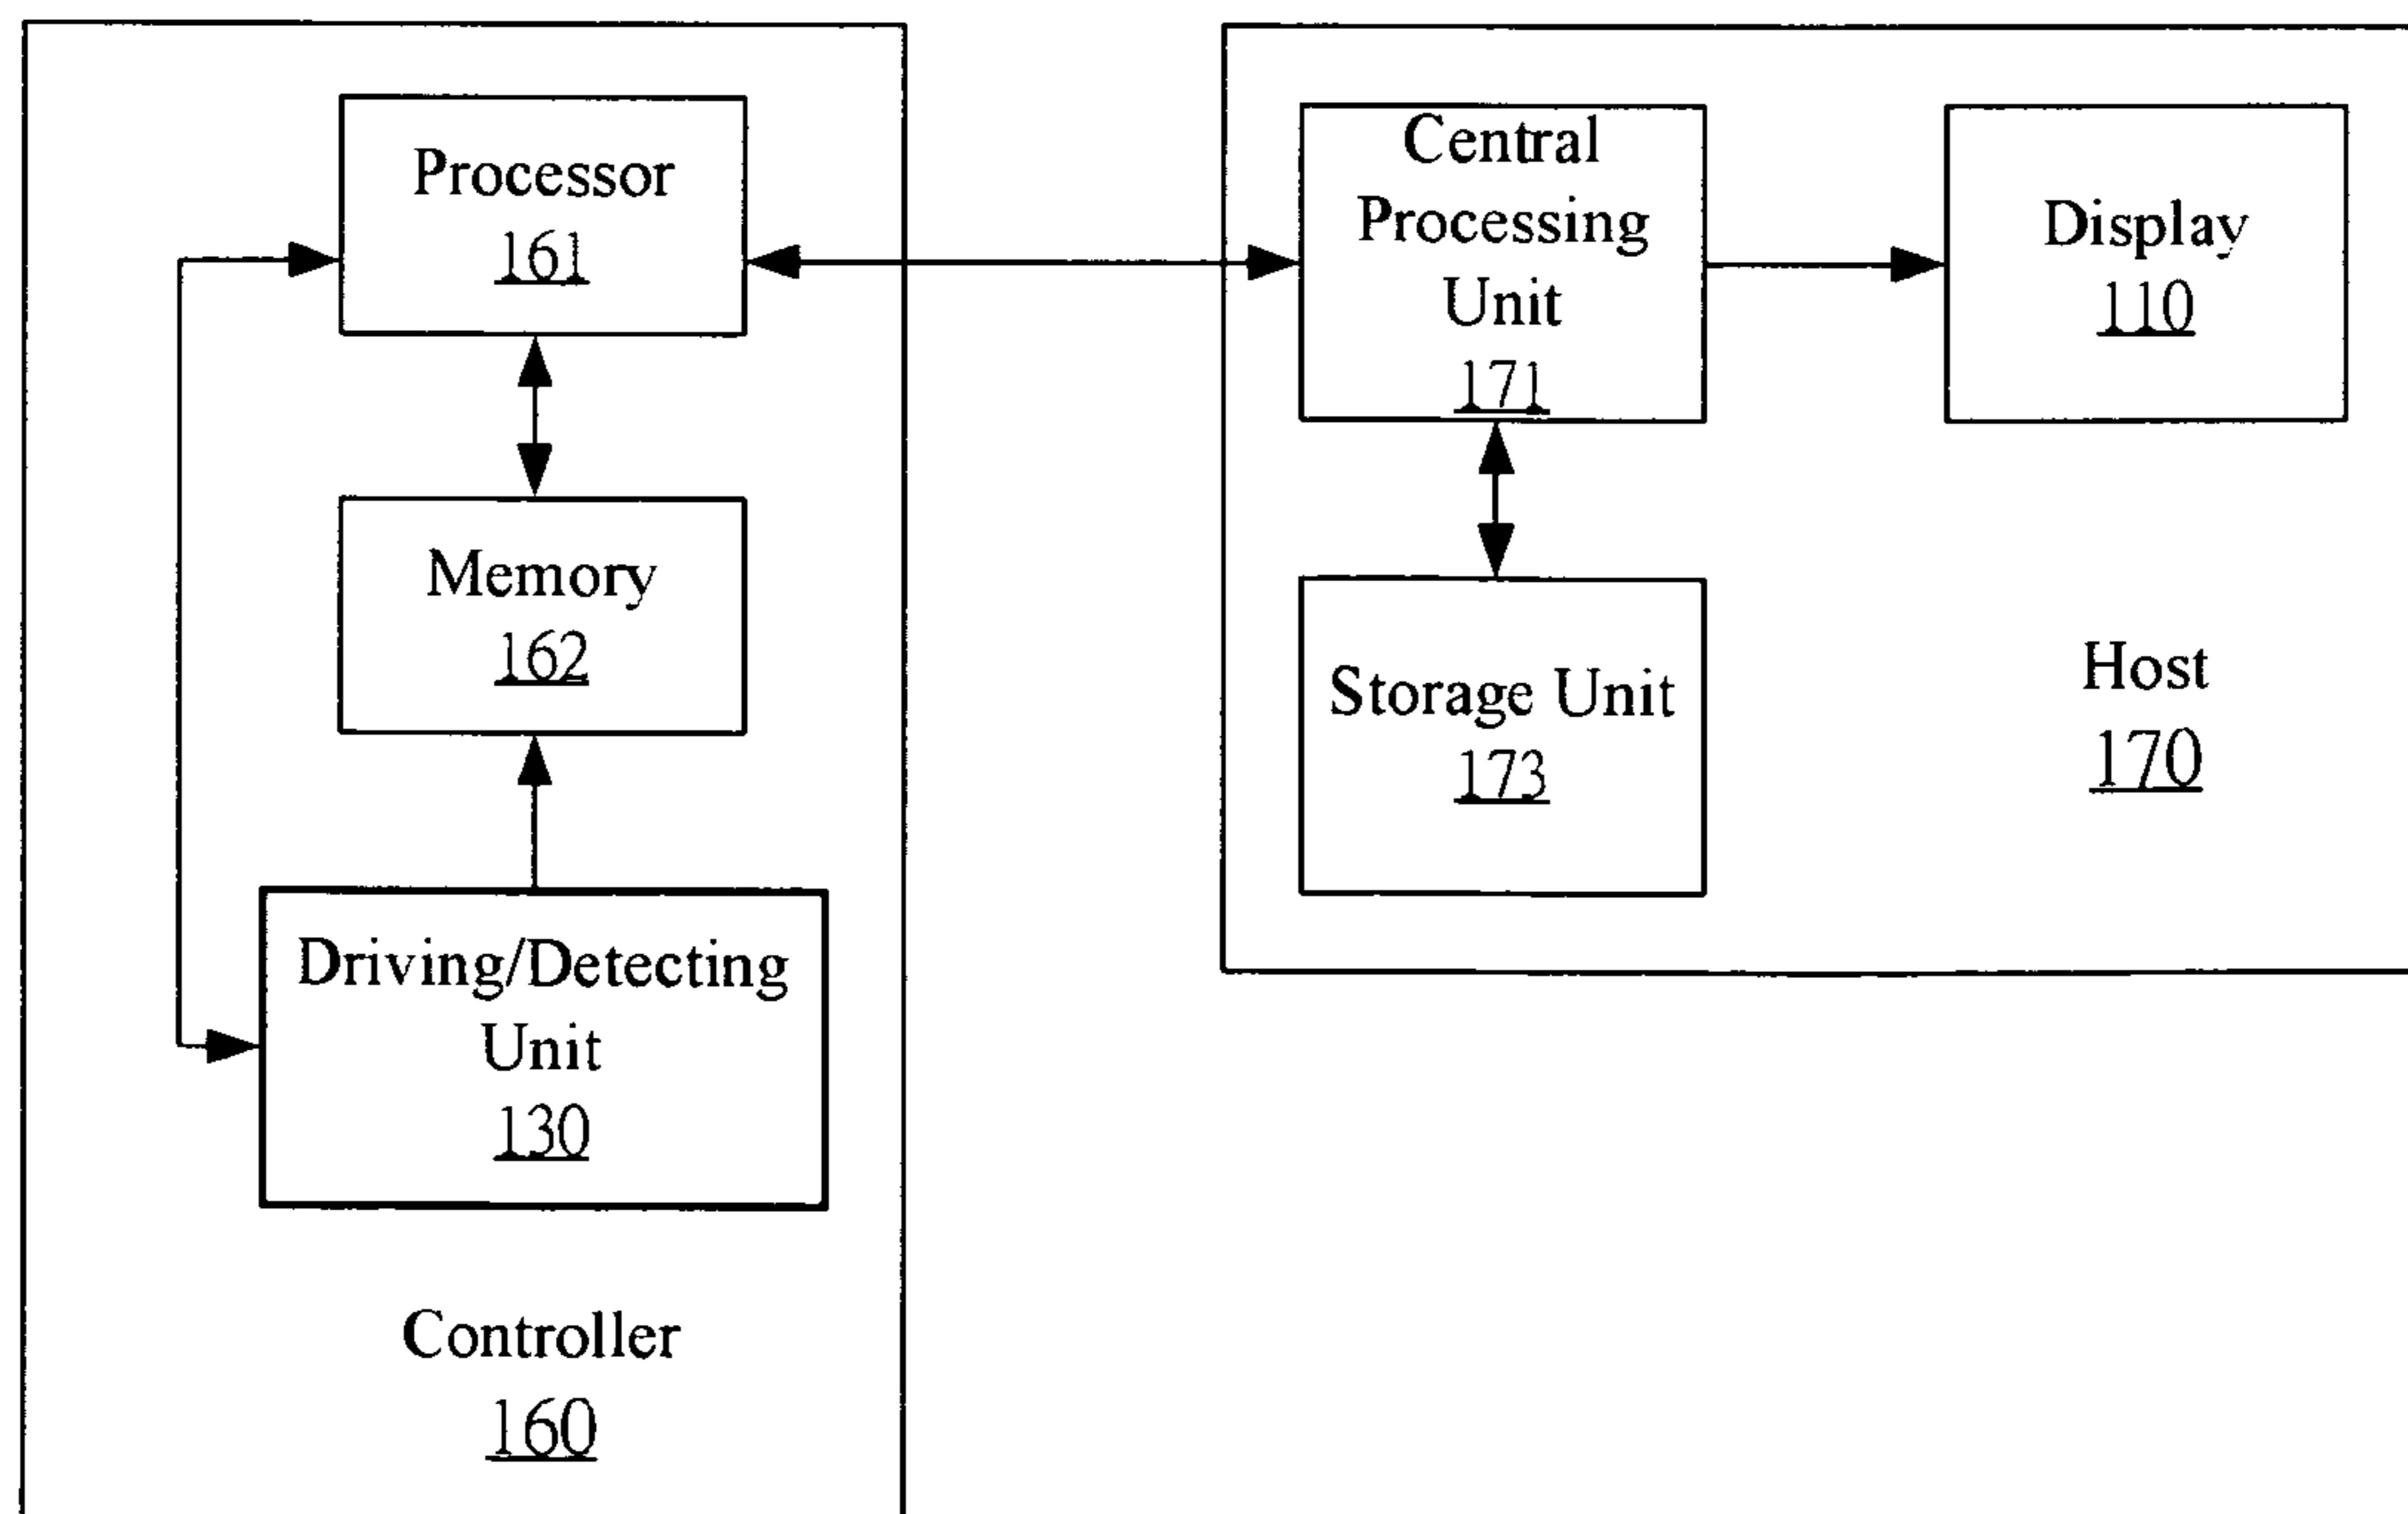 Processor
161
Memory
162
Driving/Detecting
Unit
130
Controller
160
Central
Processing
Unit
171
Storage Unit
173
Display
110
Host
170